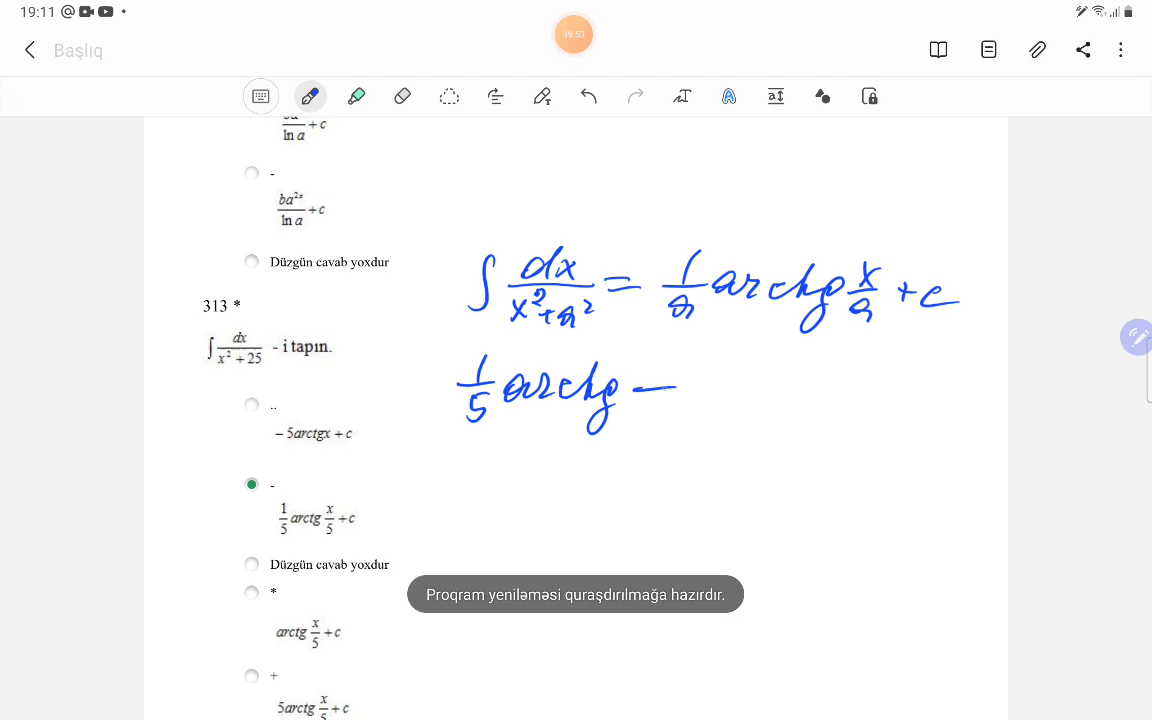 19:11
Başlıq
39:53
ln a +c
-
ba^2x / ln a +c
Düzgün cavab yoxdur
313 *
∫ dx / x² + 25 - i tapın.
∫ dx / x² + a² = 1/a arctg x/a + c
1/5 arctg —
..
– 5arctgx + c
-
1/5 arctg x/5 + c
Düzgün cavab yoxdur
*
Proqram yeniləməsi quraşdırılmağa hazırdır.
arctg x/5 + c
+
5arctg x/5 + c